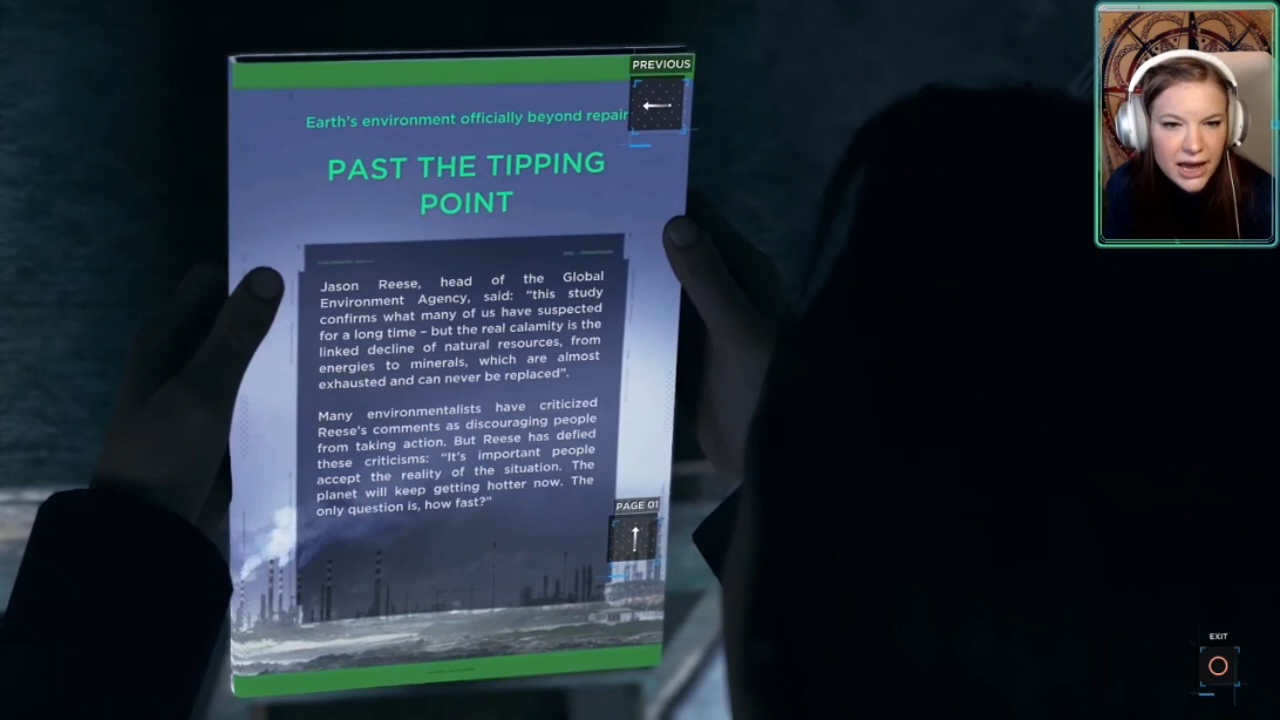 PREVIOUS
Earth's environment officially beyond repair
PAST THE TIPPING
POINT
Jason Reese, head of the Global
Environment Agency, said: "this study
confirms what many of us have suspected
for a long time – but the real calamity is the
linked decline of natural resources, from
energies to minerals, which are almost
exhausted and can never be replaced".
Many environmentalists have criticized
Reese's comments as discouraging people
from taking action. But Reese has defied
these criticisms: "It's important people
accept the reality of the situation. The
planet will keep getting hotter now. The
only question is, how fast?"
PAGE 01
EXIT